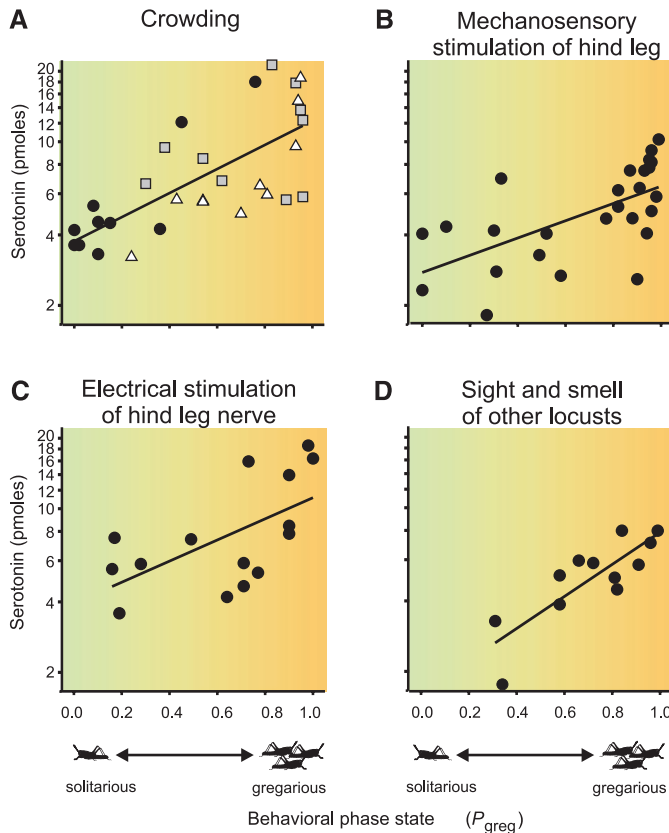 A
Crowding
B
Mechanosensory
stimulation of hind leg
Serotonin (pmoles)
20
18
16
14
12
10
8
6
4
2
C
Electrical stimulation
of hind leg nerve
D
Sight and smell
of other locusts
Serotonin (pmoles)
20
18
16
14
12
10
8
6
4
2
0.0 0.2 0.4 0.6 0.8 1.0
0.0 0.2 0.4 0.6 0.8 1.0
solitarious gregarious
solitarious gregarious
Behavioral phase state (Pgreg)